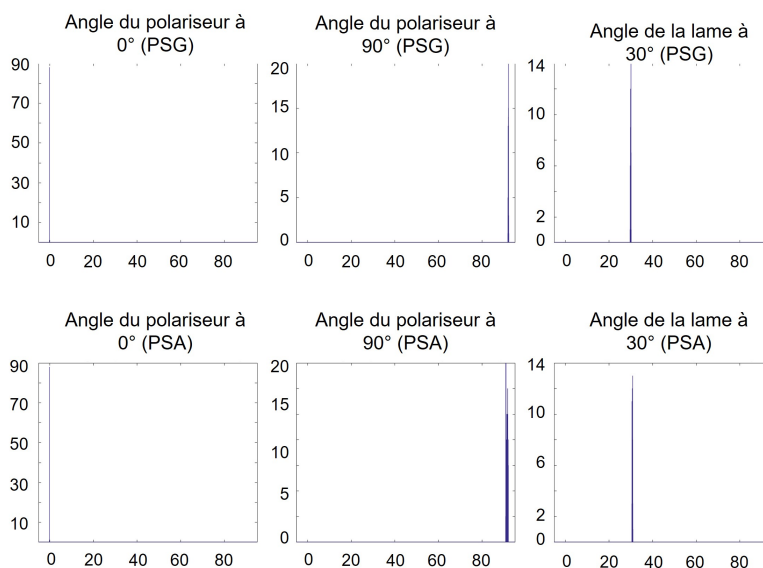 Angle du polariseur à
0° (PSG)
Angle du polariseur à
90° (PSG)
Angle de la lame à
30° (PSG)
90
70
50
30
10
0 20 40 60 80
20
15
10
5
0
0 20 40 60 80
14
10
6
2
0
0 20 40 60 80
Angle du polariseur à
0° (PSA)
Angle du polariseur à
90° (PSA)
Angle de la lame à
30° (PSA)
90
70
50
30
10
0 20 40 60 80
20
15
10
5
0
0 20 40 60 80
14
10
6
2
0
0 20 40 60 80